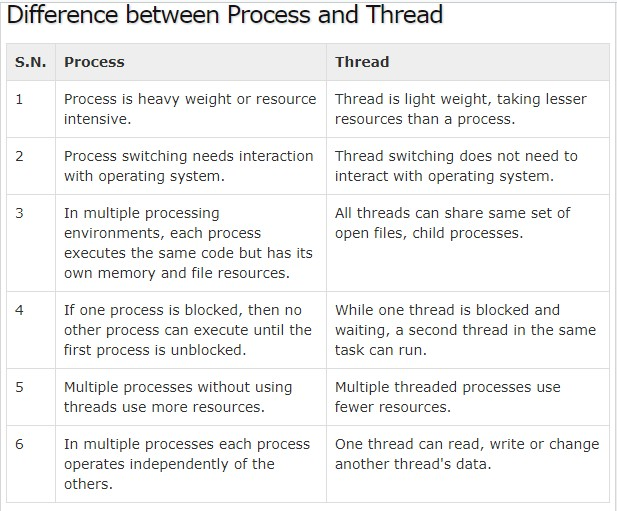 Difference between Process and Thread
S.N. Process Thread
1 Process is heavy weight or resource Thread is light weight, taking lesser
intensive. resources than a process.
2 Process switching needs interaction Thread switching does not need to
with operating system. interact with operating system.
3 In multiple processing All threads can share same set of
environments, each process open files, child processes.
executes the same code but has its
own memory and file resources.
4 If one process is blocked, then no While one thread is blocked and
other process can execute until the waiting, a second thread in the same
first process is unblocked. task can run.
5 Multiple processes without using Multiple threaded processes use
threads use more resources. fewer resources.
6 In multiple processes each process One thread can read, write or change
operates independently of the another thread's data.
others.